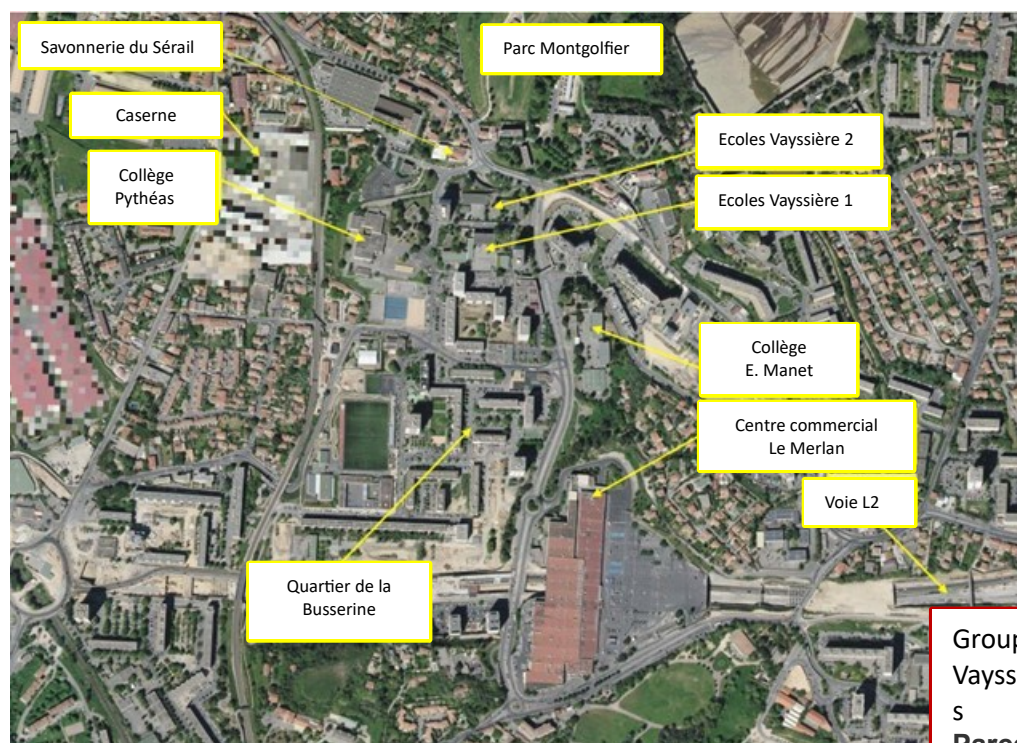 Savonnerie du Sérail
Parc Montgolfier
Caserne
Collège
Pythéas
Ecoles Vayssière 2
Ecoles Vayssière 1
Collège
E. Manet
Centre commercial
Le Merlan
Voie L2
Quartier de la
Busserine
Group
Vayss
s